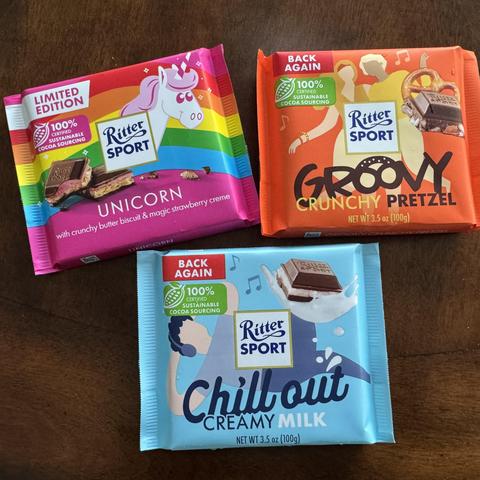 LIMITED
EDITION
100%
CERTIFIED
SUSTAINABLE
COCOA SOURCING
Ritter
SPORT
UNICORN
with crunchy butter biscuit & magic strawberry creme
UNICORN
BACK
AGAIN
100%
CERTIFIED
SUSTAINABLE
COCOA SOURCING
Ritter
SPORT
GROOVY
CRUNCHY PRETZEL
NET WT 3.5 oz (100g)
BACK
AGAIN
100%
CERTIFIED
SUSTAINABLE
COCOA SOURCING
Ritter
SPORT
Chill out
CREAMY MILK
NET WT 3.5 oz (100g)